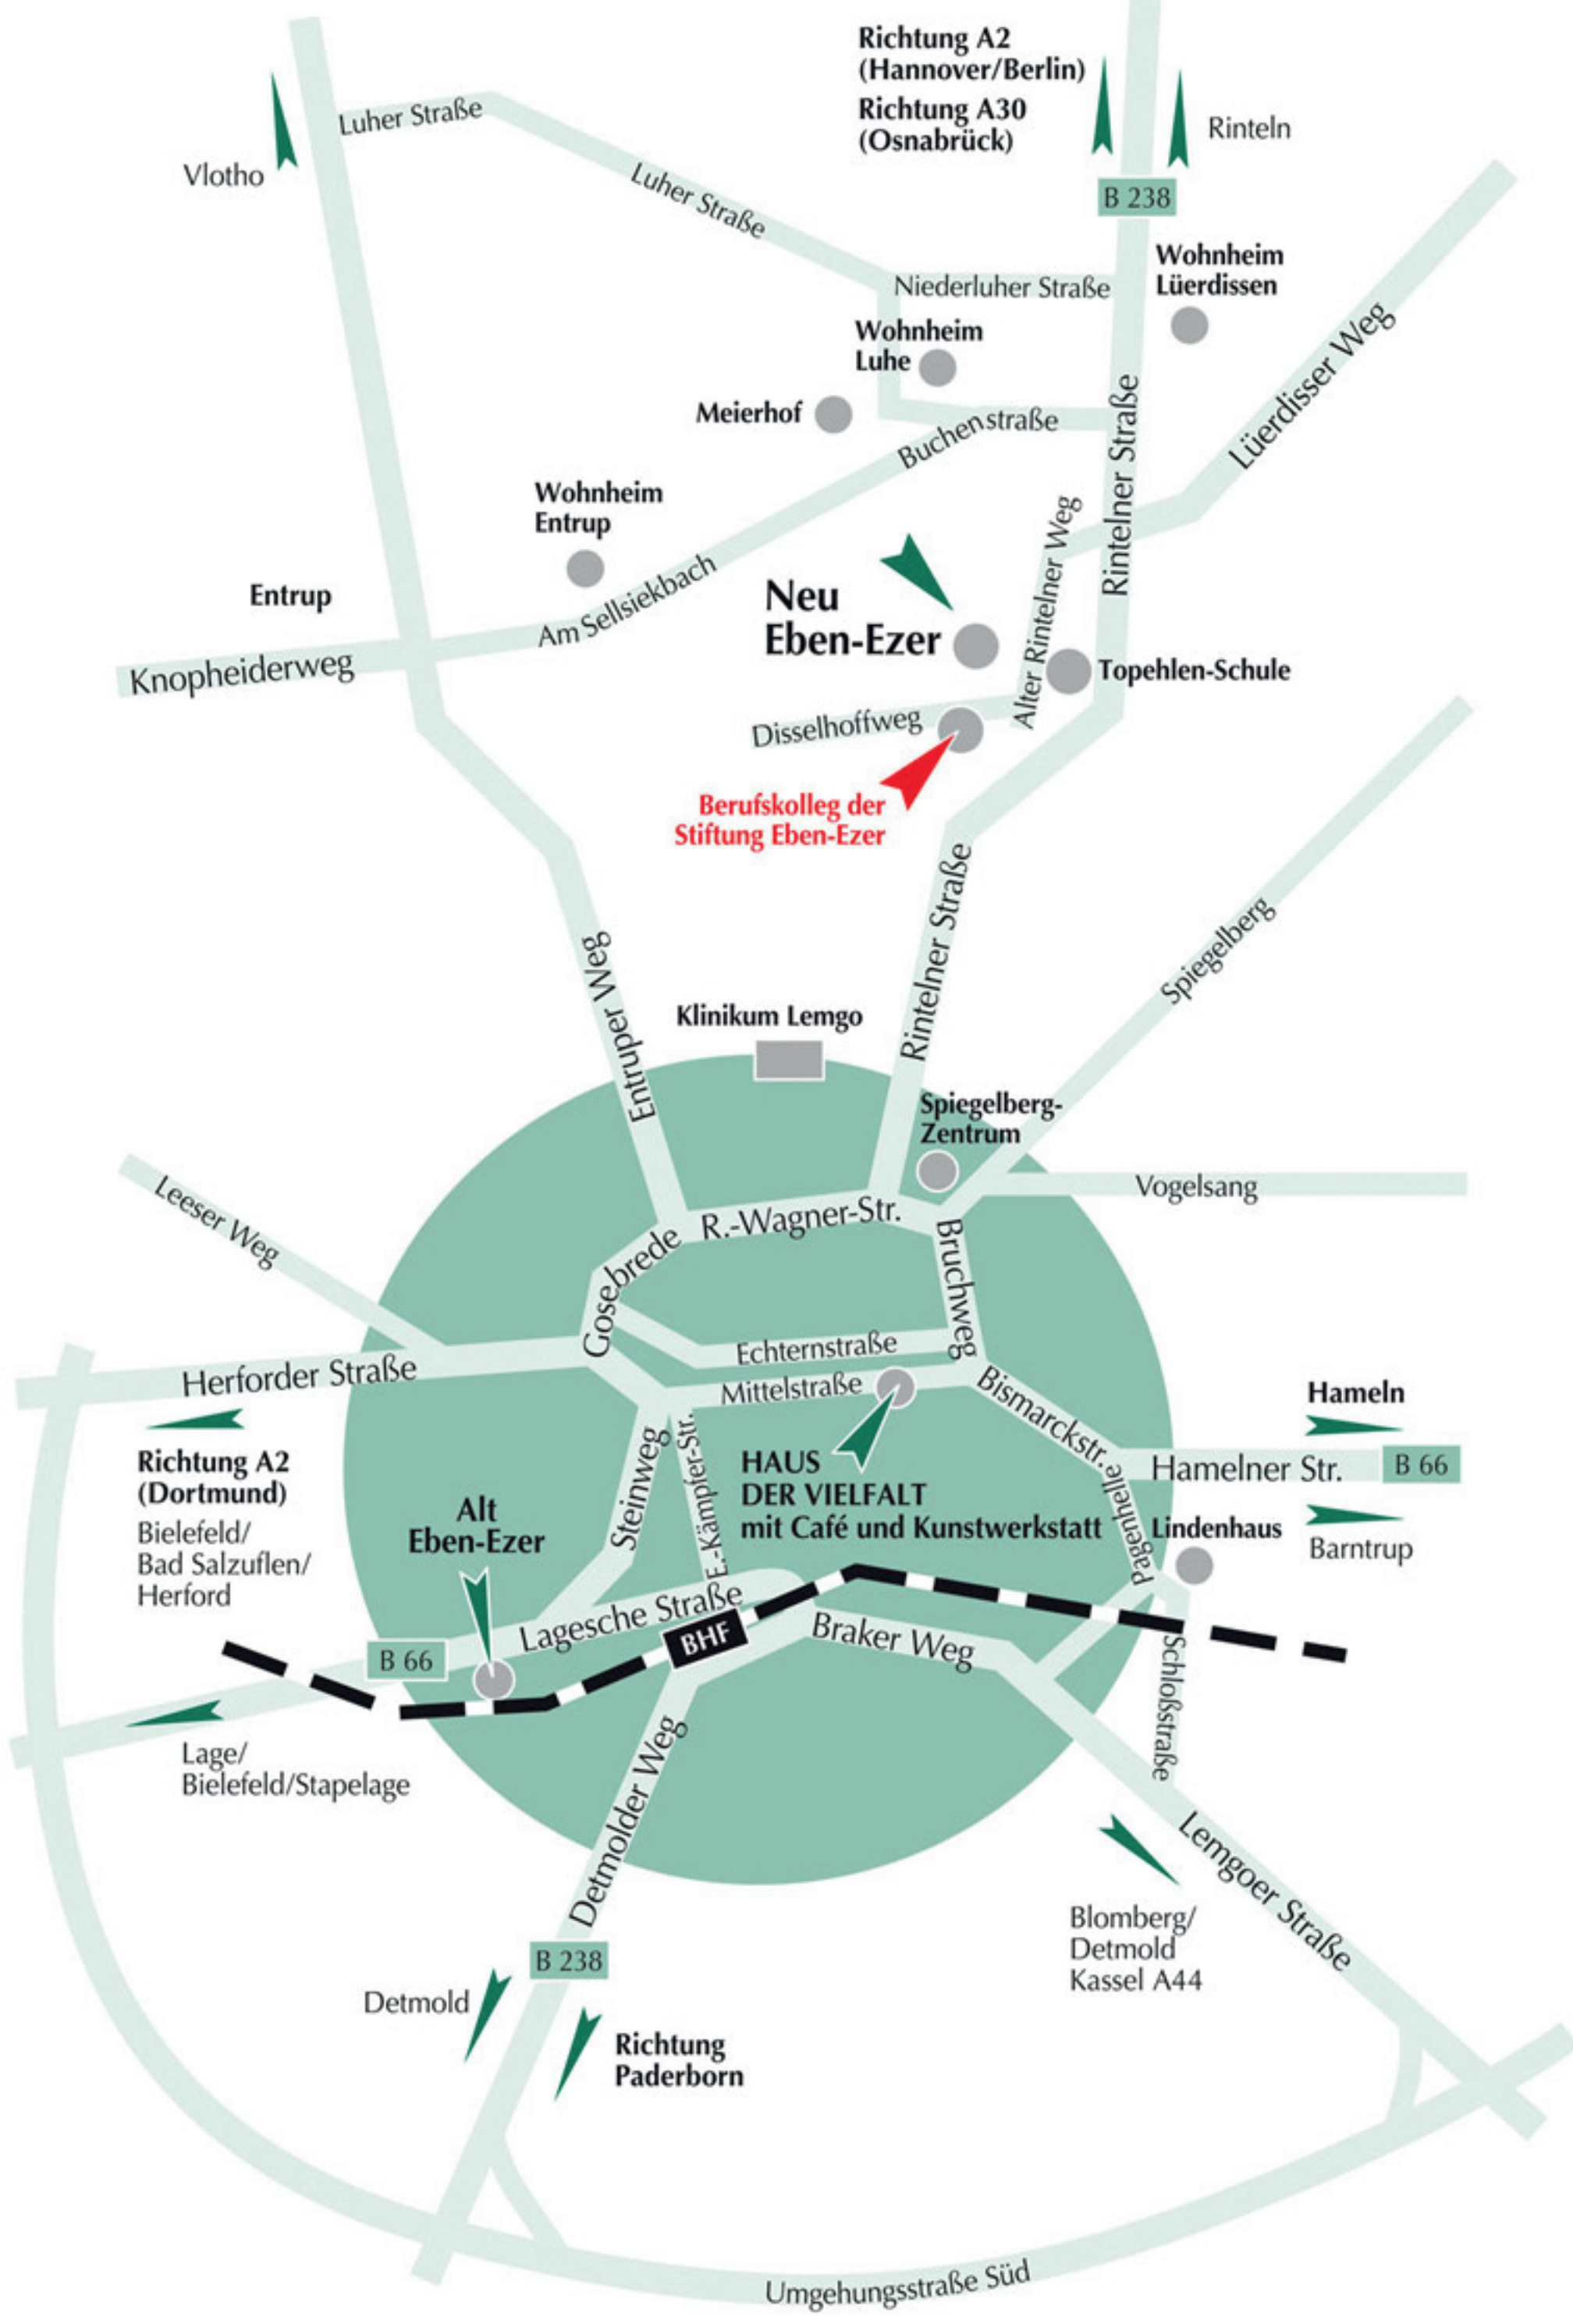 Richtung A2
(Hannover/Berlin)
Richtung A30
(Osnabrück)
Rinteln
Luher Straße
Vlotho
Luher Straße
B 238
Wohnheim
Lüerdissen
Niederluher Straße
Wohnheim
Luhe
Lüerdisser Weg
Meierhof
Buchenstraße
Rintelner Straße
Wohnheim
Entrup
Alter Rintelner Weg
Am Sellsiekbach
Entrup
Neu
Eben-Ezer
Knopheiderweg
Topehlen-Schule
Disselhoffweg
Berufskolleg der
Stiftung Eben-Ezer
Rintelner Straße
Spiegelberg
Entruper Weg
Klinikum Lemgo
Spiegelberg-
Zentrum
Vogelsang
Leeser Weg
R.-Wagner-Str.
Gosebrede
Bruchweg
Echternstraße
Herforder Straße
Mittelstraße
Bismarckstr.
Hameln
Richtung A2
(Dortmund)
Bielefeld/
Bad Salzuflen/
Herford
Steinweg
E.-Kämpfer-Str.
HAUS
DER VIELFALT
mit Café und Kunstwerkstatt
Hamelner Str.
B 66
Pagenhelle
Alt
Eben-Ezer
Lindenhaus
Barntrup
Lagesche Straße
BHF
Braker Weg
B 66
Schloßstraße
Lage/
Bielefeld/Stapelage
Detmolder Weg
Lemgoer Straße
Blomberg/
Detmold
Kassel A44
B 238
Detmold
Richtung
Paderborn
Umgehungsstraße Süd